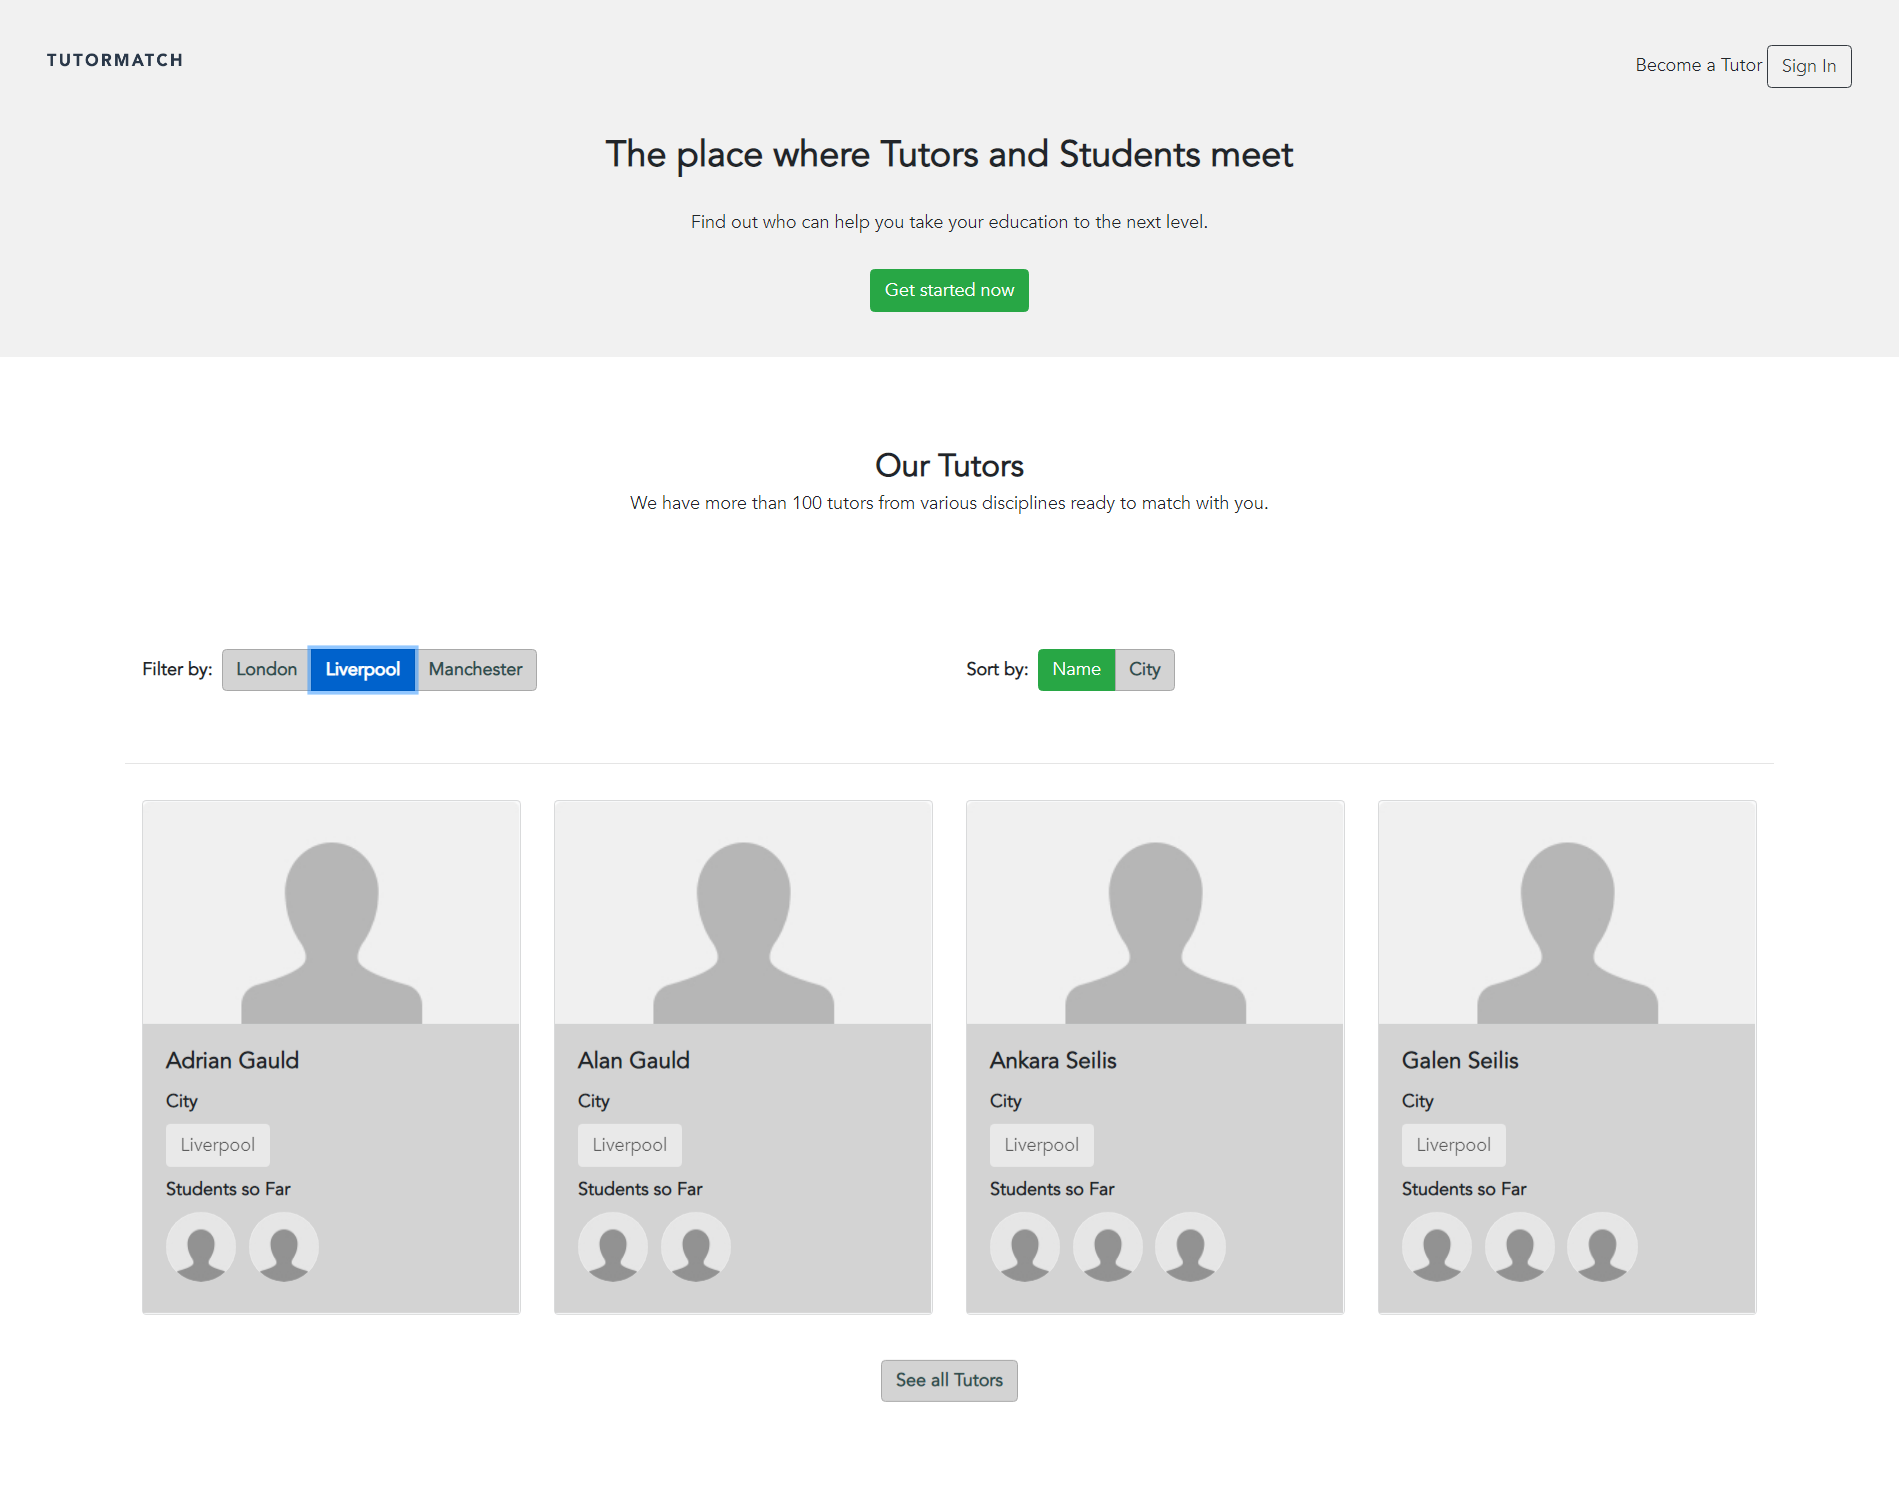 TUTORMATCH
Become a Tutor Sign In
The place where Tutors and Students meet
Find out who can help you take your education to the next level.
Get started now
Our Tutors
We have more than 100 tutors from various disciplines ready to match with you.
Filter by: London Liverpool Manchester
Sort by: Name City
Adrian Gauld
City
Liverpool
Students so Far
Alan Gauld
City
Liverpool
Students so Far
Ankara Seilis
City
Liverpool
Students so Far
Galen Seilis
City
Liverpool
Students so Far
See all Tutors